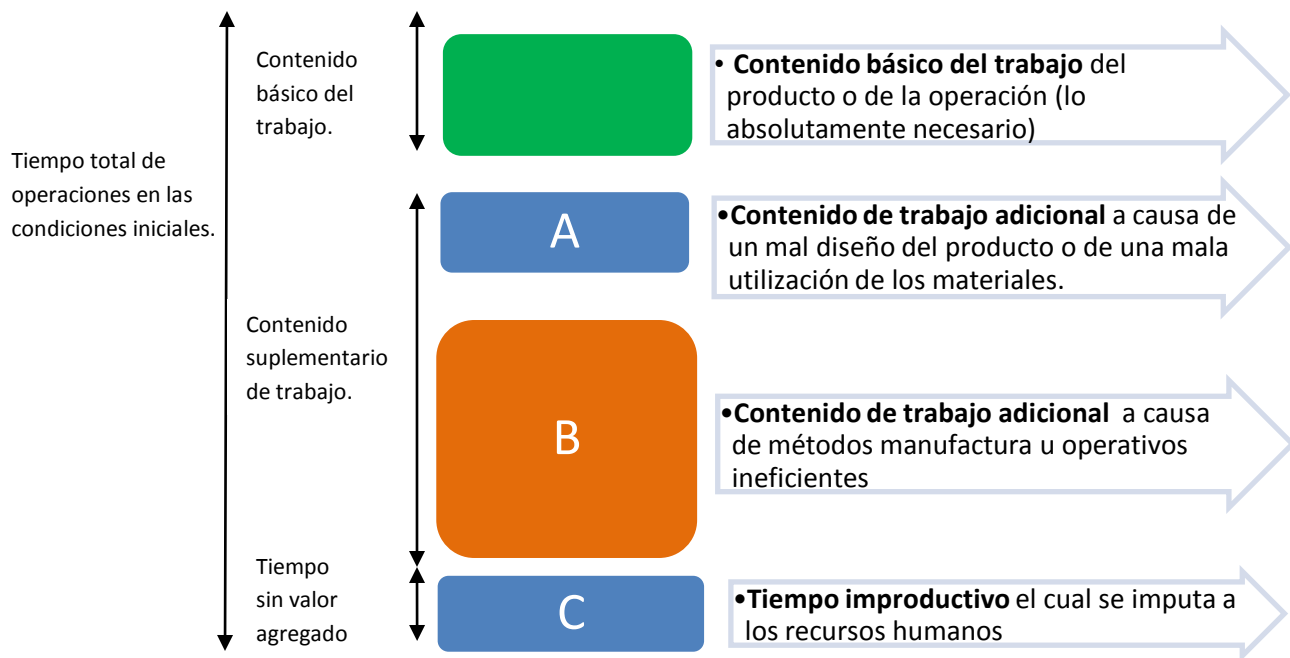 Tiempo total de
operaciones en las
condiciones iniciales.
Contenido
básico del
trabajo.
• Contenido básico del trabajo del
producto o de la operación (lo
absolutamente necesario)
Contenido
suplementario
de trabajo.
A
•Contenido de trabajo adicional a causa de
un mal diseño del producto o de una mala
utilización de los materiales.
B
•Contenido de trabajo adicional a causa
de métodos manufactura u operativos
ineficientes
Tiempo
sin valor
agregado
C
•Tiempo improductivo el cual se imputa a
los recursos humanos